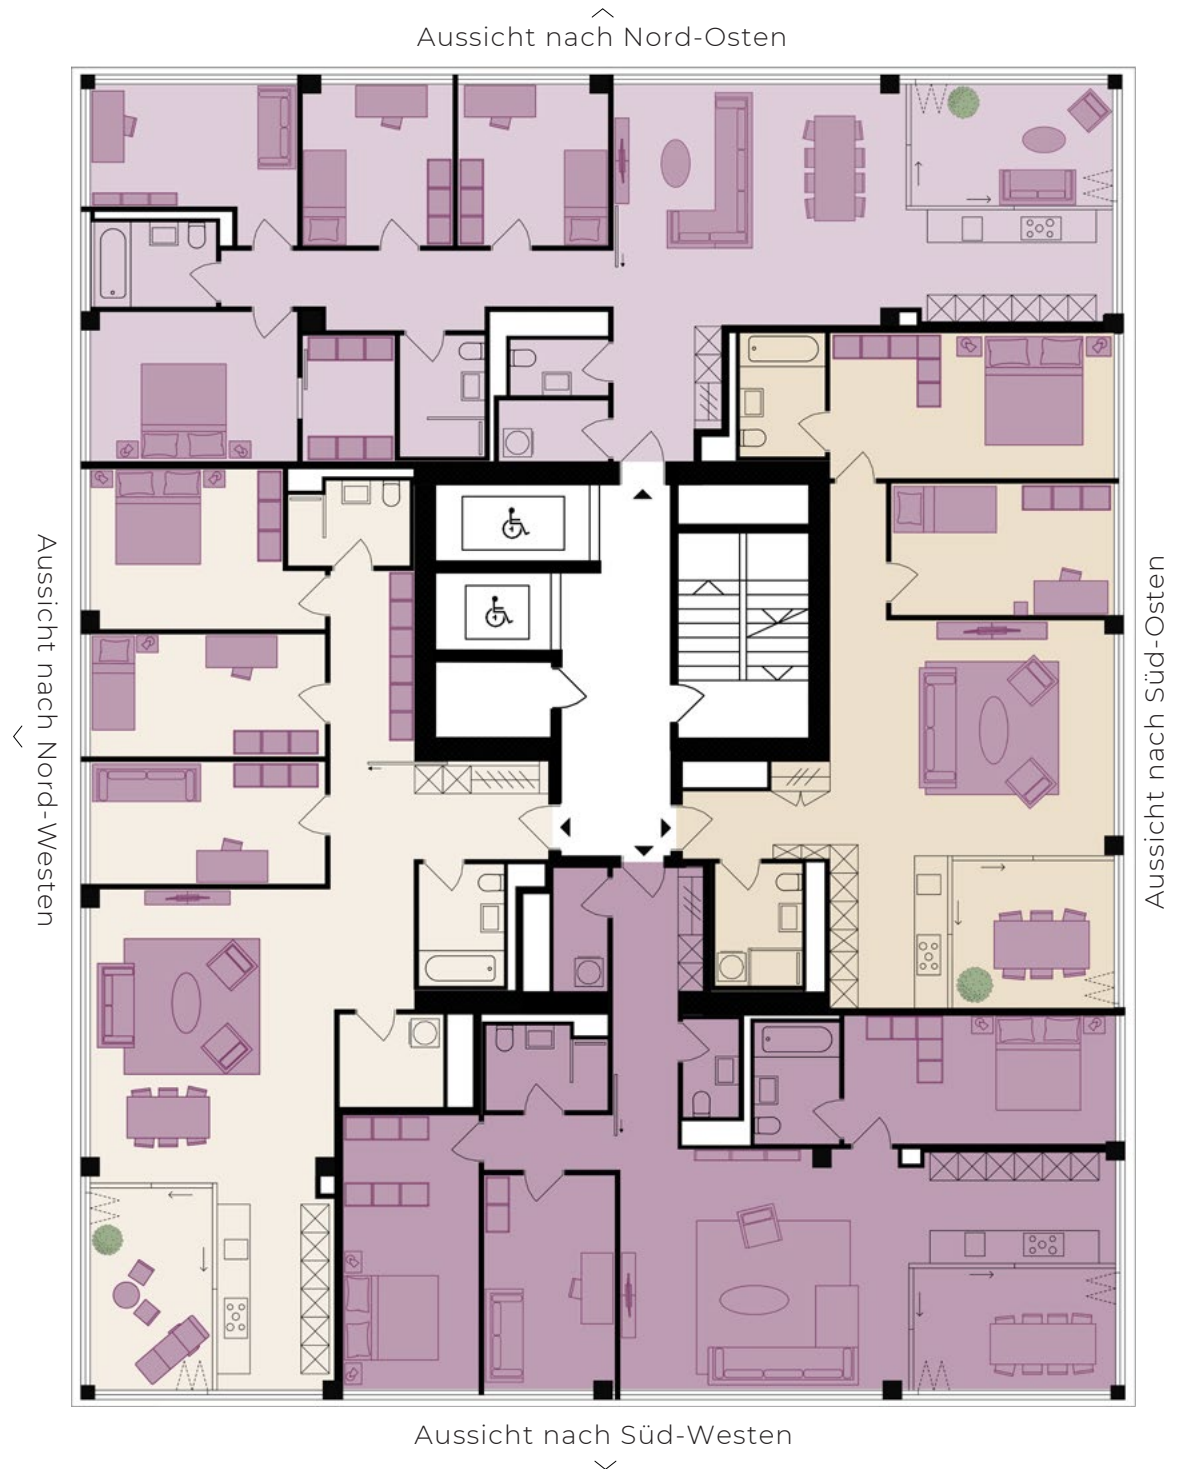 Aussicht nach Nord-Osten
Aussicht nach Nord-Westen
Aussicht nach Süd-Osten
Aussicht nach Süd-Westen